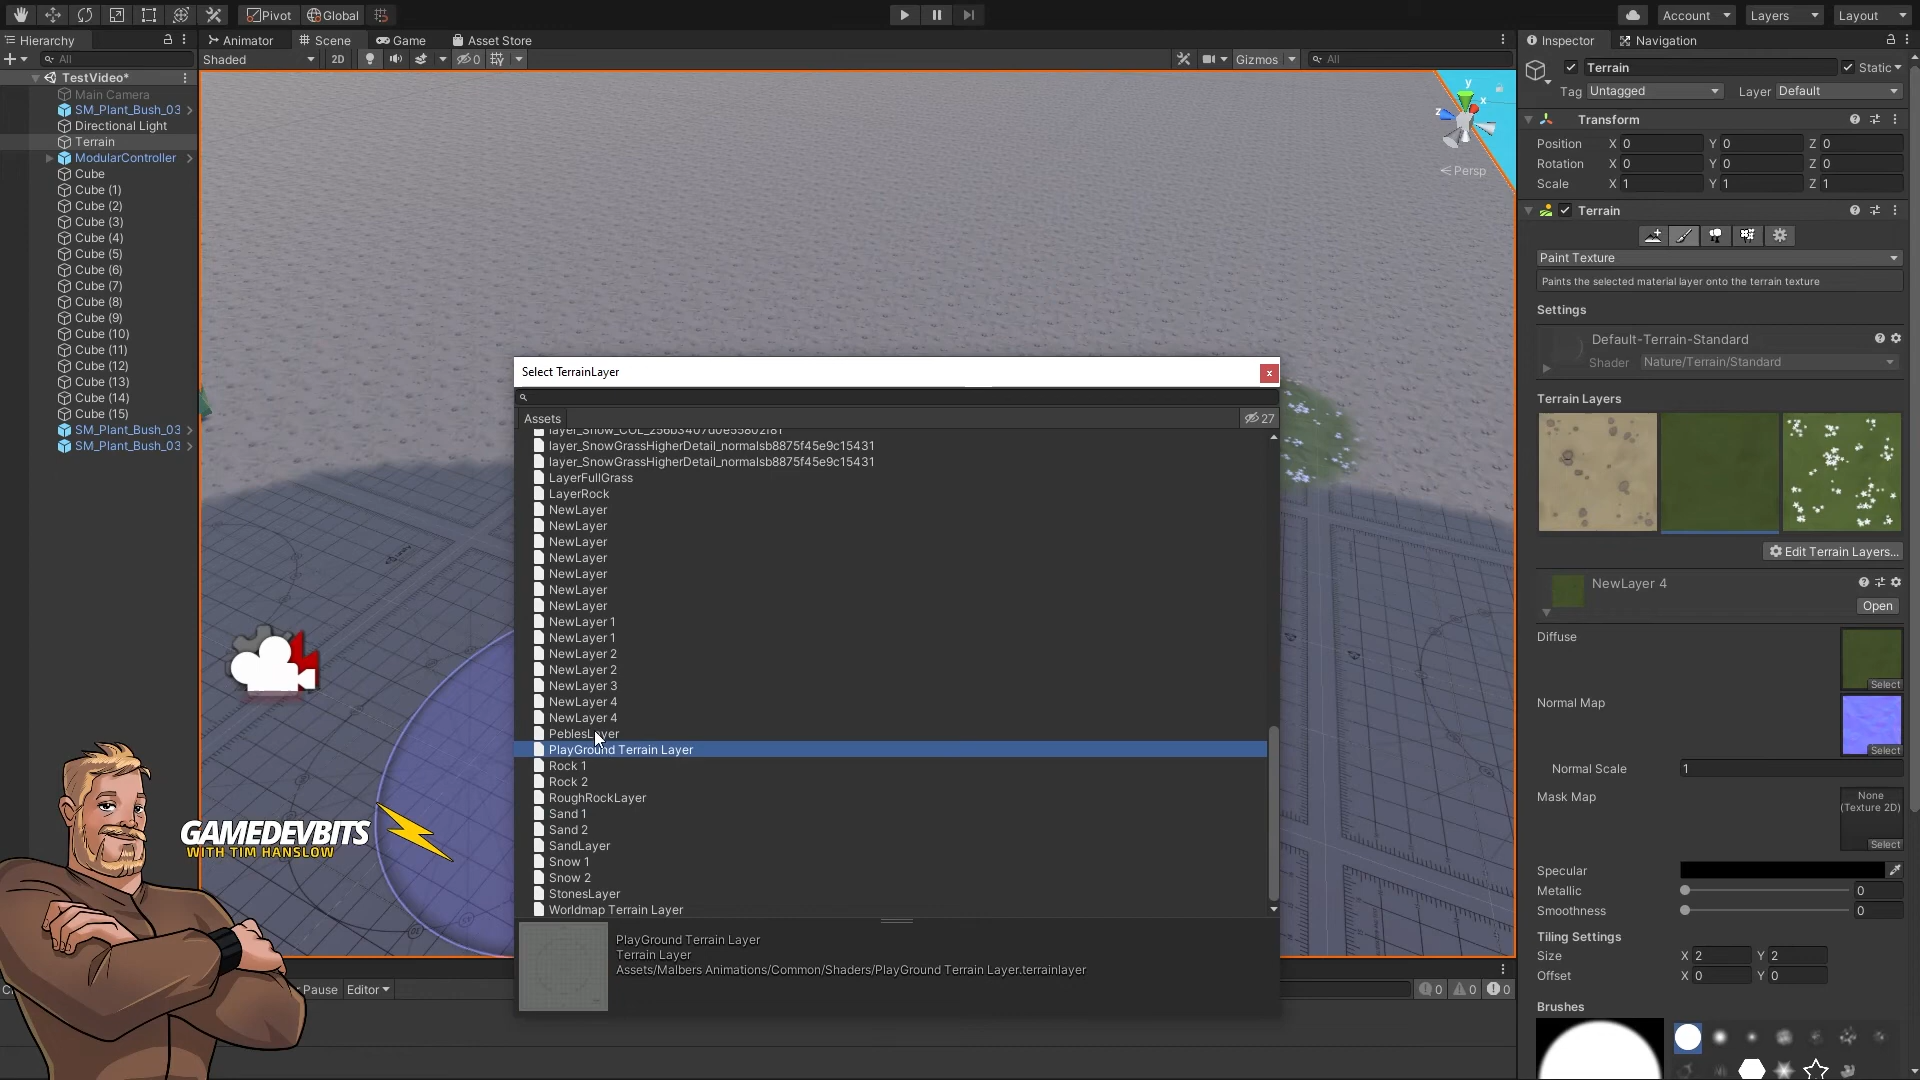 Pivot
Global
Account
Layers
Layout
Hierarchy
Animator
Scene
Game
Asset Store
Inspector
Navigation
All
Shaded
2D
0
Gizmos
All
TestVideo*
Main Camera
SM_Plant_Bush_03
Directional Light
Terrain
ModularController
Cube
Cube (1)
Cube (2)
Cube (3)
Cube (4)
Cube (5)
Cube (6)
Cube (7)
Cube (8)
Cube (9)
Cube (10)
Cube (11)
Cube (12)
Cube (13)
Cube (14)
Cube (15)
SM_Plant_Bush_03
SM_Plant_Bush_03
y
x
z
Persp
Select TerrainLayer
x
Assets
27
layer_SnowGrassHigherDetail_normalsb8875f45e9c15431
layer_SnowGrassHigherDetail_normalsb8875f45e9c15431
LayerFullGrass
LayerRock
NewLayer
NewLayer
NewLayer
NewLayer
NewLayer
NewLayer
NewLayer
NewLayer 1
NewLayer 1
NewLayer 2
NewLayer 2
NewLayer 3
NewLayer 4
NewLayer 4
PeblesLayer
PlayGround Terrain Layer
Rock 1
Rock 2
RoughRockLayer
Sand 1
Sand 2
SandLayer
Snow 1
Snow 2
StonesLayer
Worldmap Terrain Layer
PlayGround Terrain Layer
Terrain Layer
Assets/Malbers Animations/Common/Shaders/PlayGround Terrain Layer.terrainlayer
GAMEDEVBITS
WITH TIM HANSLOW
Pause
Editor
0
0
0
Terrain
Static
Tag Untagged
Layer Default
Transform
Position X 0 Y 0 Z 0
Rotation X 0 Y 0 Z 0
Scale X 1 Y 1 Z 1
Terrain
Paint Texture
Paints the selected material layer onto the terrain texture
Settings
Default-Terrain-Standard
Shader Nature/Terrain/Standard
Terrain Layers
Edit Terrain Layers...
NewLayer 4
Open
Diffuse
Select
Normal Map
Select
Normal Scale 1
Mask Map
None
(Texture 2D)
Select
Specular
Metallic 0
Smoothness 0
Tiling Settings
Size X 2 Y 2
Offset X 0 Y 0
Brushes